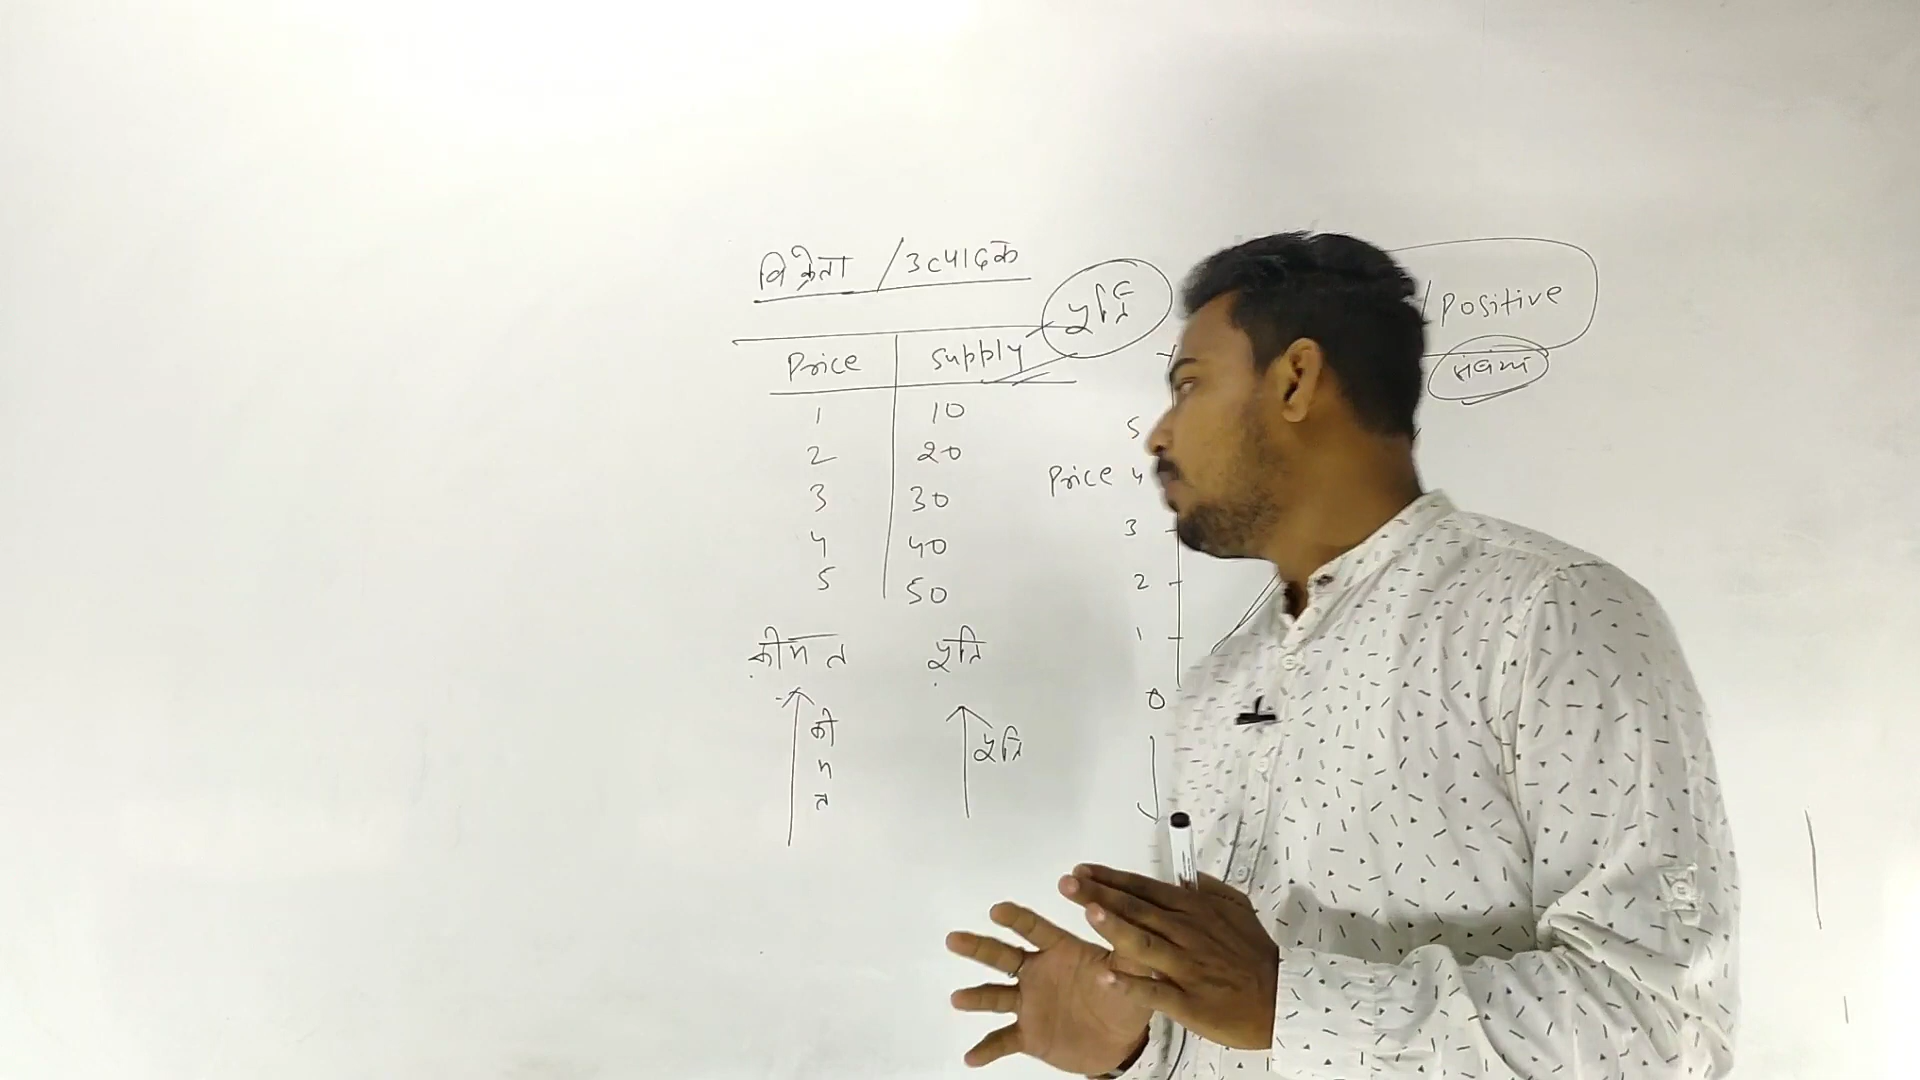 विक्रेता / उत्पादक
पूर्ति
/ Positive
Price Supply
1 10
2 20
3 30
4 40
5 50
कीमत पूर्ति
कीमत पूर्ति
Price
5
4
3
2
1
0